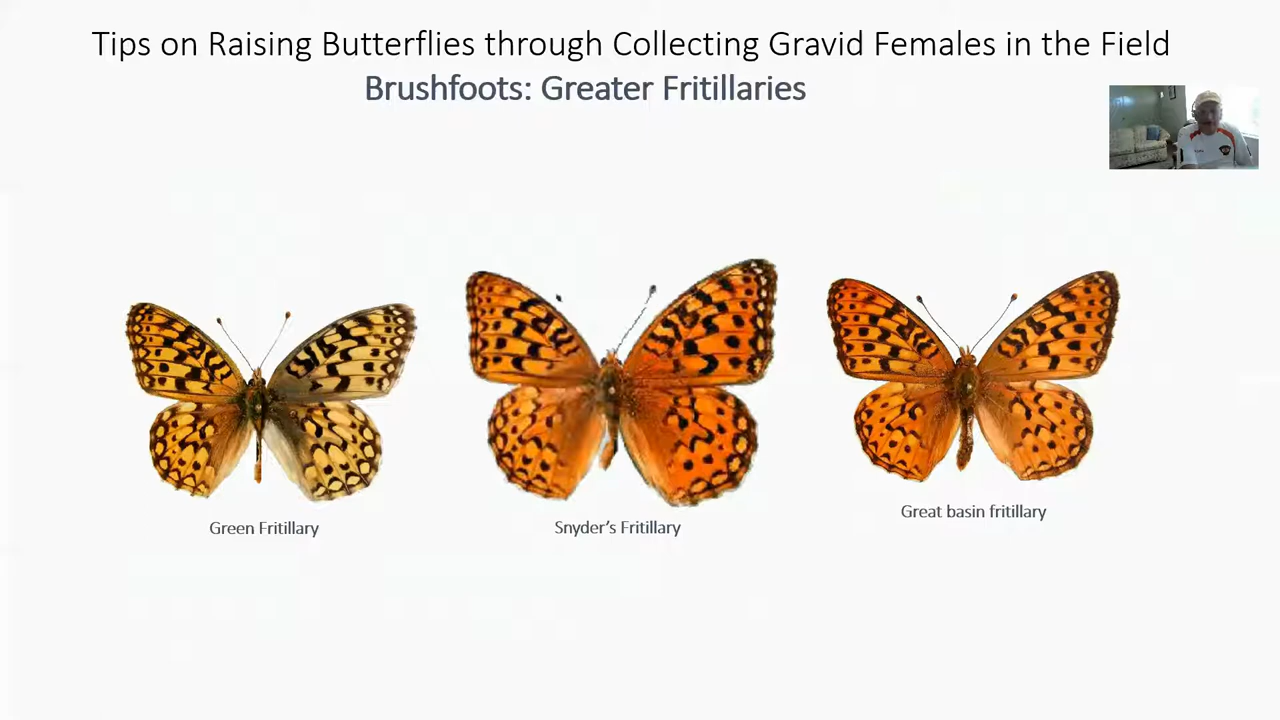 Tips on Raising Butterflies through Collecting Gravid Females in the Field
Brushfoots: Greater Fritillaries
Green Fritillary
Snyder's Fritillary
Great basin fritillary